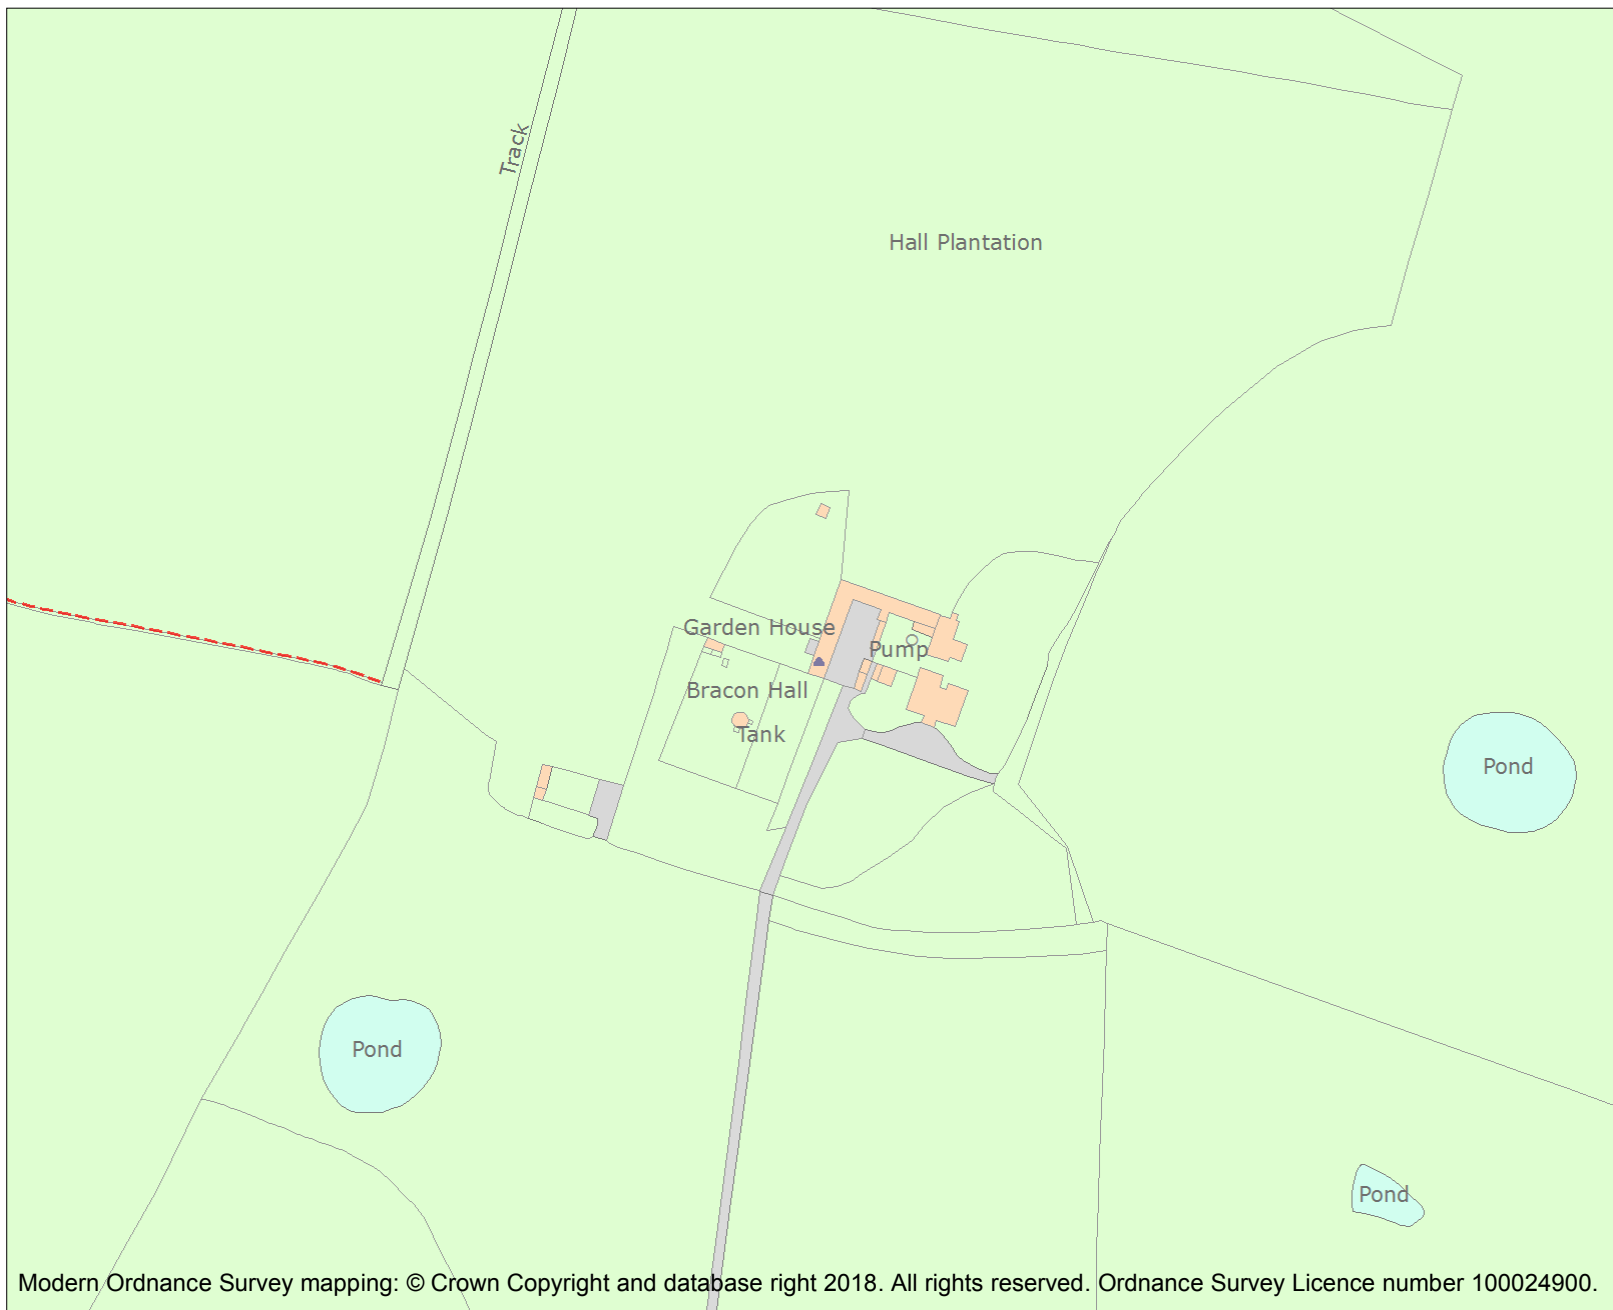 Track
Hall Plantation
Garden House
Pump
Bracon Hall
Tank
Pond
Pond
Pond
Modern Ordnance Survey mapping: © Crown Copyright and database right 2018. All rights reserved. Ordnance Survey Licence number 100024900.